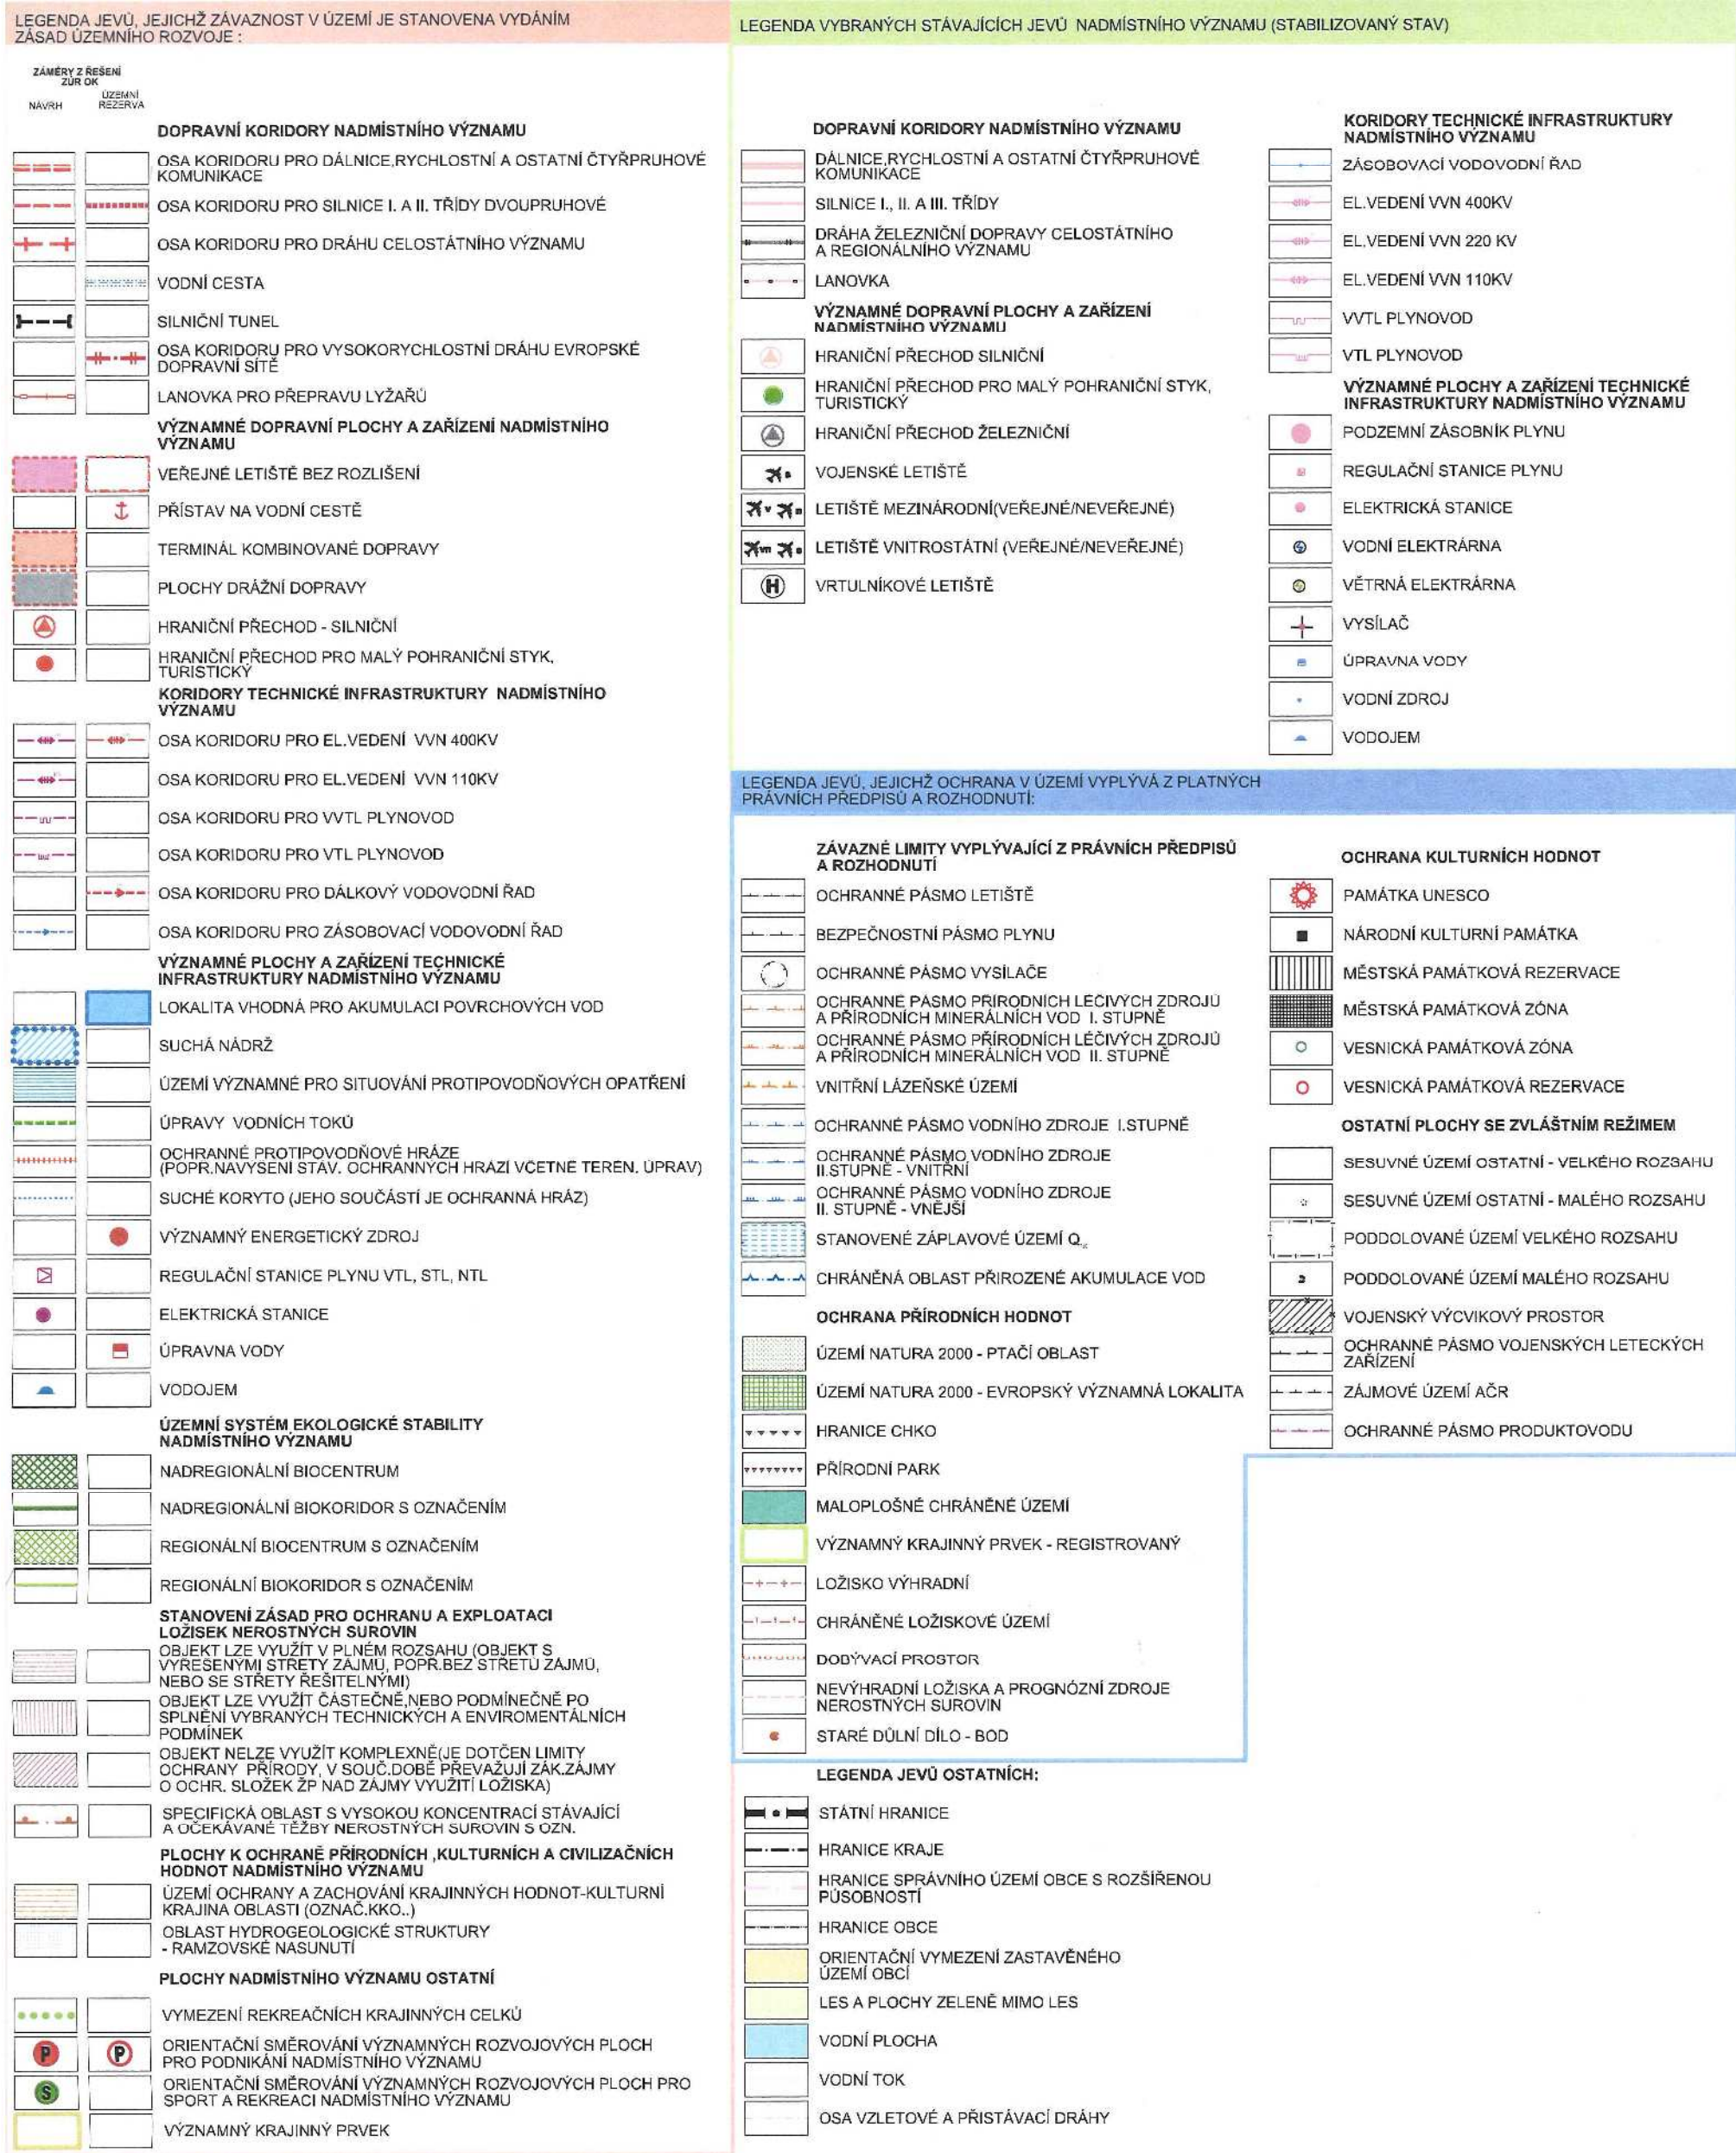 LEGENDA JEVŮ, JEJICHŽ ZÁVAZNOST V ÚZEMÍ JE STANOVENA VYDÁNÍM
ZÁSAD ÚZEMNÍHO ROZVOJE :
ZÁMĚRY Z ŘEŠENÍ
ZÚR OK
NÁVRH
ÚZEMNÍ
REZERVA
DOPRAVNÍ KORIDORY NADMÍSTNÍHO VÝZNAMU
OSA KORIDORU PRO DÁLNICE,RYCHLOSTNÍ A OSTATNÍ ČTYŘPRUHOVÉ
KOMUNIKACE
OSA KORIDORU PRO SILNICE I. A II. TŘÍDY DVOUPRUHOVÉ
OSA KORIDORU PRO DRÁHU CELOSTÁTNÍHO VÝZNAMU
VODNÍ CESTA
SILNIČNÍ TUNEL
OSA KORIDORU PRO VYSOKORYCHLOSTNÍ DRÁHU EVROPSKÉ
DOPRAVNÍ SÍTĚ
LANOVKA PRO PŘEPRAVU LYŽAŘŮ
VÝZNAMNÉ DOPRAVNÍ PLOCHY A ZAŘÍZENÍ NADMÍSTNÍHO
VÝZNAMU
VEŘEJNÉ LETIŠTĚ BEZ ROZLIŠENÍ
PŘÍSTAV NA VODNÍ CESTĚ
TERMINÁL KOMBINOVANÉ DOPRAVY
PLOCHY DRÁŽNÍ DOPRAVY
HRANIČNÍ PŘECHOD - SILNIČNÍ
HRANIČNÍ PŘECHOD PRO MALÝ POHRANIČNÍ STYK,
TURISTICKÝ
KORIDORY TECHNICKÉ INFRASTRUKTURY NADMÍSTNÍHO
VÝZNAMU
OSA KORIDORU PRO EL.VEDENÍ VVN 400KV
OSA KORIDORU PRO EL.VEDENÍ VVN 110KV
OSA KORIDORU PRO VVTL PLYNOVOD
OSA KORIDORU PRO VTL PLYNOVOD
OSA KORIDORU PRO DÁLKOVÝ VODOVODNÍ ŘAD
OSA KORIDORU PRO ZÁSOBOVACÍ VODOVODNÍ ŘAD
VÝZNAMNÉ PLOCHY A ZAŘÍZENÍ TECHNICKÉ
INFRASTRUKTURY NADMÍSTNÍHO VÝZNAMU
LOKALITA VHODNÁ PRO AKUMULACI POVRCHOVÝCH VOD
SUCHÁ NÁDRŽ
ÚZEMÍ VÝZNAMNÉ PRO SITUOVÁNÍ PROTIPOVODŇOVÝCH OPATŘENÍ
ÚPRAVY VODNÍCH TOKŮ
OCHRANNÉ PROTIPOVODŇOVÉ HRÁZE
(POPR.NAVÝŠENÍ STÁV. OCHRANNÝCH HRÁZÍ VČETNĚ TERÉN. ÚPRAV)
SUCHÉ KORYTO (JEHO SOUČÁSTÍ JE OCHRANNÁ HRÁZ)
VÝZNAMNÝ ENERGETICKÝ ZDROJ
REGULAČNÍ STANICE PLYNU VTL, STL, NTL
ELEKTRICKÁ STANICE
ÚPRAVNA VODY
VODOJEM
ÚZEMNÍ SYSTÉM EKOLOGICKÉ STABILITY
NADMÍSTNÍHO VÝZNAMU
NADREGIONÁLNÍ BIOCENTRUM
NADREGIONÁLNÍ BIOKORIDOR S OZNAČENÍM
REGIONÁLNÍ BIOCENTRUM S OZNAČENÍM
REGIONÁLNÍ BIOKORIDOR S OZNAČENÍM
STANOVENÍ ZÁSAD PRO OCHRANU A EXPLOATACI
LOŽISEK NEROSTNÝCH SUROVIN
OBJEKT LZE VYUŽÍT V PLNÉM ROZSAHU (OBJEKT S
VYŘEŠENÝMI STŘETY ZÁJMŮ, POPŘ.BEZ STŘETŮ ZÁJMŮ,
NEBO SE STŘETY ŘEŠITELNÝMI)
OBJEKT LZE VYUŽÍT ČÁSTEČNĚ,NEBO PODMÍNEČNĚ PO
SPLNĚNÍ VYBRANÝCH TECHNICKÝCH A ENVIROMENTÁLNÍCH
PODMÍNEK
OBJEKT NELZE VYUŽÍT KOMPLEXNĚ(JE DOTČEN LIMITY
OCHRANY PŘÍRODY, V SOUČ.DOBĚ PŘEVAŽUJÍ ZÁK.ZÁJMY
O OCHR. SLOŽEK ŽP NAD ZÁJMY VYUŽITÍ LOŽISKA)
SPECIFICKÁ OBLAST S VYSOKOU KONCENTRACÍ STÁVAJÍCÍ
A OČEKÁVANÉ TĚŽBY NEROSTNÝCH SUROVIN S OZN.
PLOCHY K OCHRANĚ PŘÍRODNÍCH ,KULTURNÍCH A CIVILIZAČNÍCH
HODNOT NADMÍSTNÍHO VÝZNAMU
ÚZEMÍ OCHRANY A ZACHOVÁNÍ KRAJINNÝCH HODNOT-KULTURNÍ
KRAJINA OBLASTI (OZNAČ.KKO..)
OBLAST HYDROGEOLOGICKÉ STRUKTURY
- RAMZOVSKÉ NASUNUTÍ
PLOCHY NADMÍSTNÍHO VÝZNAMU OSTATNÍ
VYMEZENÍ REKREAČNÍCH KRAJINNÝCH CELKŮ
P P
ORIENTAČNÍ SMĚROVÁNÍ VÝZNAMNÝCH ROZVOJOVÝCH PLOCH
PRO PODNIKÁNÍ NADMÍSTNÍHO VÝZNAMU
S
ORIENTAČNÍ SMĚROVÁNÍ VÝZNAMNÝCH ROZVOJOVÝCH PLOCH PRO
SPORT A REKREACI NADMÍSTNÍHO VÝZNAMU
VÝZNAMNÝ KRAJINNÝ PRVEK
LEGENDA VYBRANÝCH STÁVAJÍCÍCH JEVŮ NADMÍSTNÍHO VÝZNAMU (STABILIZOVANÝ STAV)
DOPRAVNÍ KORIDORY NADMÍSTNÍHO VÝZNAMU
DÁLNICE,RYCHLOSTNÍ A OSTATNÍ ČTYŘPRUHOVÉ
KOMUNIKACE
SILNICE I., II. A III. TŘÍDY
DRÁHA ŽELEZNIČNÍ DOPRAVY CELOSTÁTNÍHO
A REGIONÁLNÍHO VÝZNAMU
LANOVKA
VÝZNAMNÉ DOPRAVNÍ PLOCHY A ZAŘÍZENÍ
NADMÍSTNÍHO VÝZNAMU
HRANIČNÍ PŘECHOD SILNIČNÍ
HRANIČNÍ PŘECHOD PRO MALÝ POHRANIČNÍ STYK,
TURISTICKÝ
HRANIČNÍ PŘECHOD ŽELEZNIČNÍ
VOJENSKÉ LETIŠTĚ
LETIŠTĚ MEZINÁRODNÍ(VEŘEJNÉ/NEVEŘEJNÉ)
LETIŠTĚ VNITROSTÁTNÍ (VEŘEJNÉ/NEVEŘEJNÉ)
H
VRTULNÍKOVÉ LETIŠTĚ
KORIDORY TECHNICKÉ INFRASTRUKTURY
NADMÍSTNÍHO VÝZNAMU
ZÁSOBOVACÍ VODOVODNÍ ŘAD
EL.VEDENÍ VVN 400KV
EL.VEDENÍ VVN 220 KV
EL.VEDENÍ VVN 110KV
VVTL PLYNOVOD
VTL PLYNOVOD
VÝZNAMNÉ PLOCHY A ZAŘÍZENÍ TECHNICKÉ
INFRASTRUKTURY NADMÍSTNÍHO VÝZNAMU
PODZEMNÍ ZÁSOBNÍK PLYNU
REGULAČNÍ STANICE PLYNU
ELEKTRICKÁ STANICE
VODNÍ ELEKTRÁRNA
VĚTRNÁ ELEKTRÁRNA
VYSÍLAČ
ÚPRAVNA VODY
VODNÍ ZDROJ
VODOJEM
LEGENDA JEVŮ, JEJICHŽ OCHRANA V ÚZEMÍ VYPLÝVÁ Z PLATNÝCH
PRÁVNÍCH PŘEDPISŮ A ROZHODNUTÍ:
ZÁVAZNÉ LIMITY VYPLÝVAJÍCÍ Z PRÁVNÍCH PŘEDPISŮ
A ROZHODNUTÍ
OCHRANNÉ PÁSMO LETIŠTĚ
BEZPEČNOSTNÍ PÁSMO PLYNU
OCHRANNÉ PÁSMO VYSÍLAČE
OCHRANNÉ PÁSMO PŘÍRODNÍCH LÉČIVÝCH ZDROJŮ
A PŘÍRODNÍCH MINERÁLNÍCH VOD I. STUPNĚ
OCHRANNÉ PÁSMO PŘÍRODNÍCH LÉČIVÝCH ZDROJŮ
A PŘÍRODNÍCH MINERÁLNÍCH VOD II. STUPNĚ
VNITŘNÍ LÁZEŇSKÉ ÚZEMÍ
OCHRANNÉ PÁSMO VODNÍHO ZDROJE I.STUPNĚ
OCHRANNÉ PÁSMO VODNÍHO ZDROJE
II.STUPNĚ - VNITŘNÍ
OCHRANNÉ PÁSMO VODNÍHO ZDROJE
II. STUPNĚ - VNĚJŠÍ
STANOVENÉ ZÁPLAVOVÉ ÚZEMÍ Q
CHRÁNĚNÁ OBLAST PŘIROZENÉ AKUMULACE VOD
OCHRANA PŘÍRODNÍCH HODNOT
ÚZEMÍ NATURA 2000 - PTAČÍ OBLAST
ÚZEMÍ NATURA 2000 - EVROPSKÝ VÝZNAMNÁ LOKALITA
HRANICE CHKO
PŘÍRODNÍ PARK
MALOPLOŠNÉ CHRÁNĚNÉ ÚZEMÍ
VÝZNAMNÝ KRAJINNÝ PRVEK - REGISTROVANÝ
LOŽISKO VÝHRADNÍ
CHRÁNĚNÉ LOŽISKOVÉ ÚZEMÍ
DOBÝVACÍ PROSTOR
NEVÝHRADNÍ LOŽISKA A PROGNÓZNÍ ZDROJE
NEROSTNÝCH SUROVIN
STARÉ DŮLNÍ DÍLO - BOD
OCHRANA KULTURNÍCH HODNOT
PAMÁTKA UNESCO
NÁRODNÍ KULTURNÍ PAMÁTKA
MĚSTSKÁ PAMÁTKOVÁ REZERVACE
MĚSTSKÁ PAMÁTKOVÁ ZÓNA
VESNICKÁ PAMÁTKOVÁ ZÓNA
VESNICKÁ PAMÁTKOVÁ REZERVACE
OSTATNÍ PLOCHY SE ZVLÁŠTNÍM REŽIMEM
SESUVNÉ ÚZEMÍ OSTATNÍ - VELKÉHO ROZSAHU
SESUVNÉ ÚZEMÍ OSTATNÍ - MALÉHO ROZSAHU
PODDOLOVANÉ ÚZEMÍ VELKÉHO ROZSAHU
PODDOLOVANÉ ÚZEMÍ MALÉHO ROZSAHU
VOJENSKÝ VÝCVIKOVÝ PROSTOR
OCHRANNÉ PÁSMO VOJENSKÝCH LETECKÝCH
ZAŘÍZENÍ
ZÁJMOVÉ ÚZEMÍ AČR
OCHRANNÉ PÁSMO PRODUKTOVODU
LEGENDA JEVŮ OSTATNÍCH:
STÁTNÍ HRANICE
HRANICE KRAJE
HRANICE SPRÁVNÍHO ÚZEMÍ OBCE S ROZŠÍŘENOU
PŮSOBNOSTÍ
HRANICE OBCE
ORIENTAČNÍ VYMEZENÍ ZASTAVĚNÉHO
ÚZEMÍ OBCÍ
LES A PLOCHY ZELENĚ MIMO LES
VODNÍ PLOCHA
VODNÍ TOK
OSA VZLETOVÉ A PŘISTÁVACÍ DRÁHY